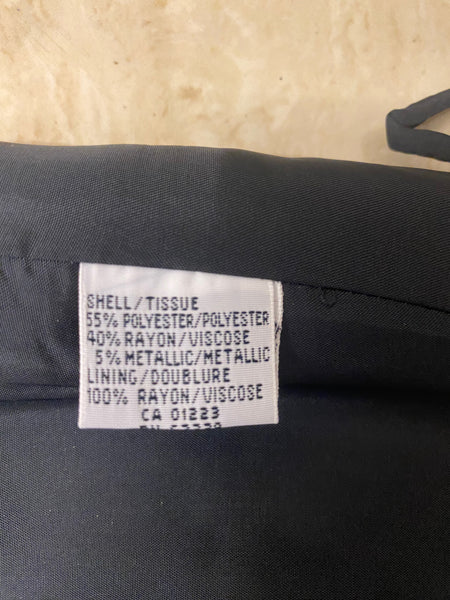 SHELL/TISSUE
55% POLYESTER/POLYESTER
40% RAYON/VISCOSE
5% METALLIC/METALLIC
LINING/DOUBLURE
100% RAYON/VISCOSE
CA 01223